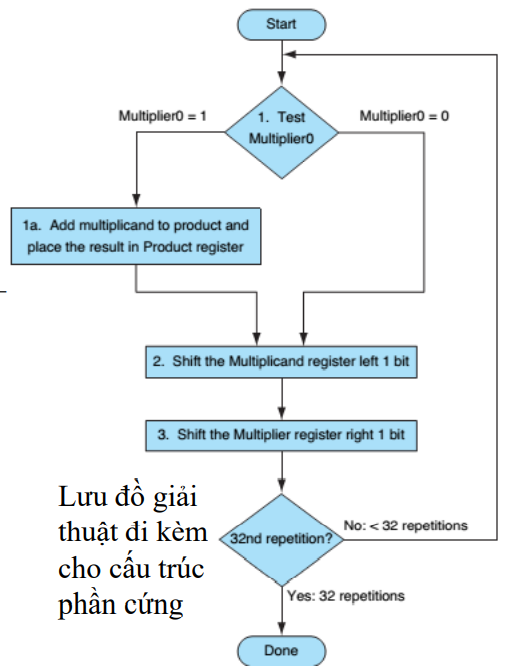 Start
Multiplier0 = 1
1. Test
Multiplier0
Multiplier0 = 0
1a. Add multiplicand to product and
place the result in Product register
2. Shift the Multiplicand register left 1 bit
3. Shift the Multiplier register right 1 bit
Lưu đồ giải
thuật đi kèm
cho cấu trúc
phần cứng
32nd repetition?
No: < 32 repetitions
Yes: 32 repetitions
Done